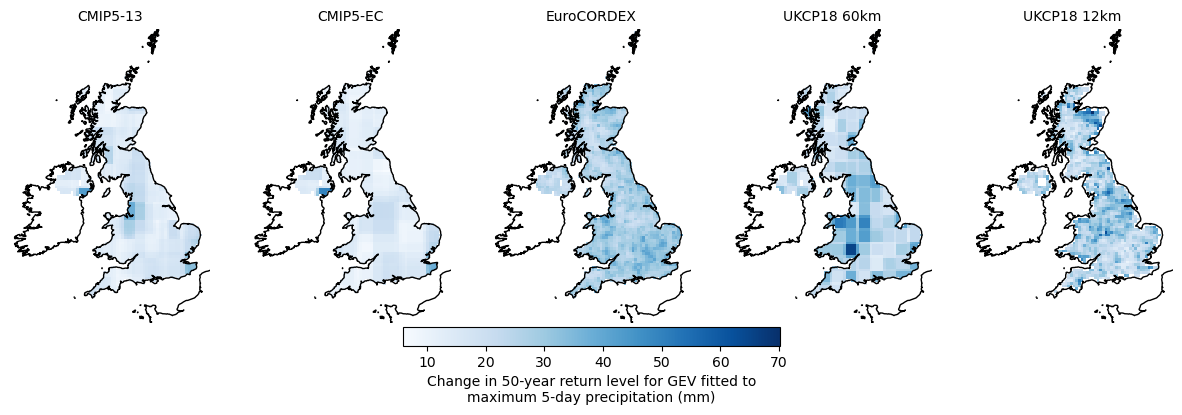 CMIP5-13
CMIP5-EC
EuroCORDEX
UKCP18 60km
UKCP18 12km
10 20 30 40 50 60 70
Change in 50-year return level for GEV fitted to
maximum 5-day precipitation (mm)